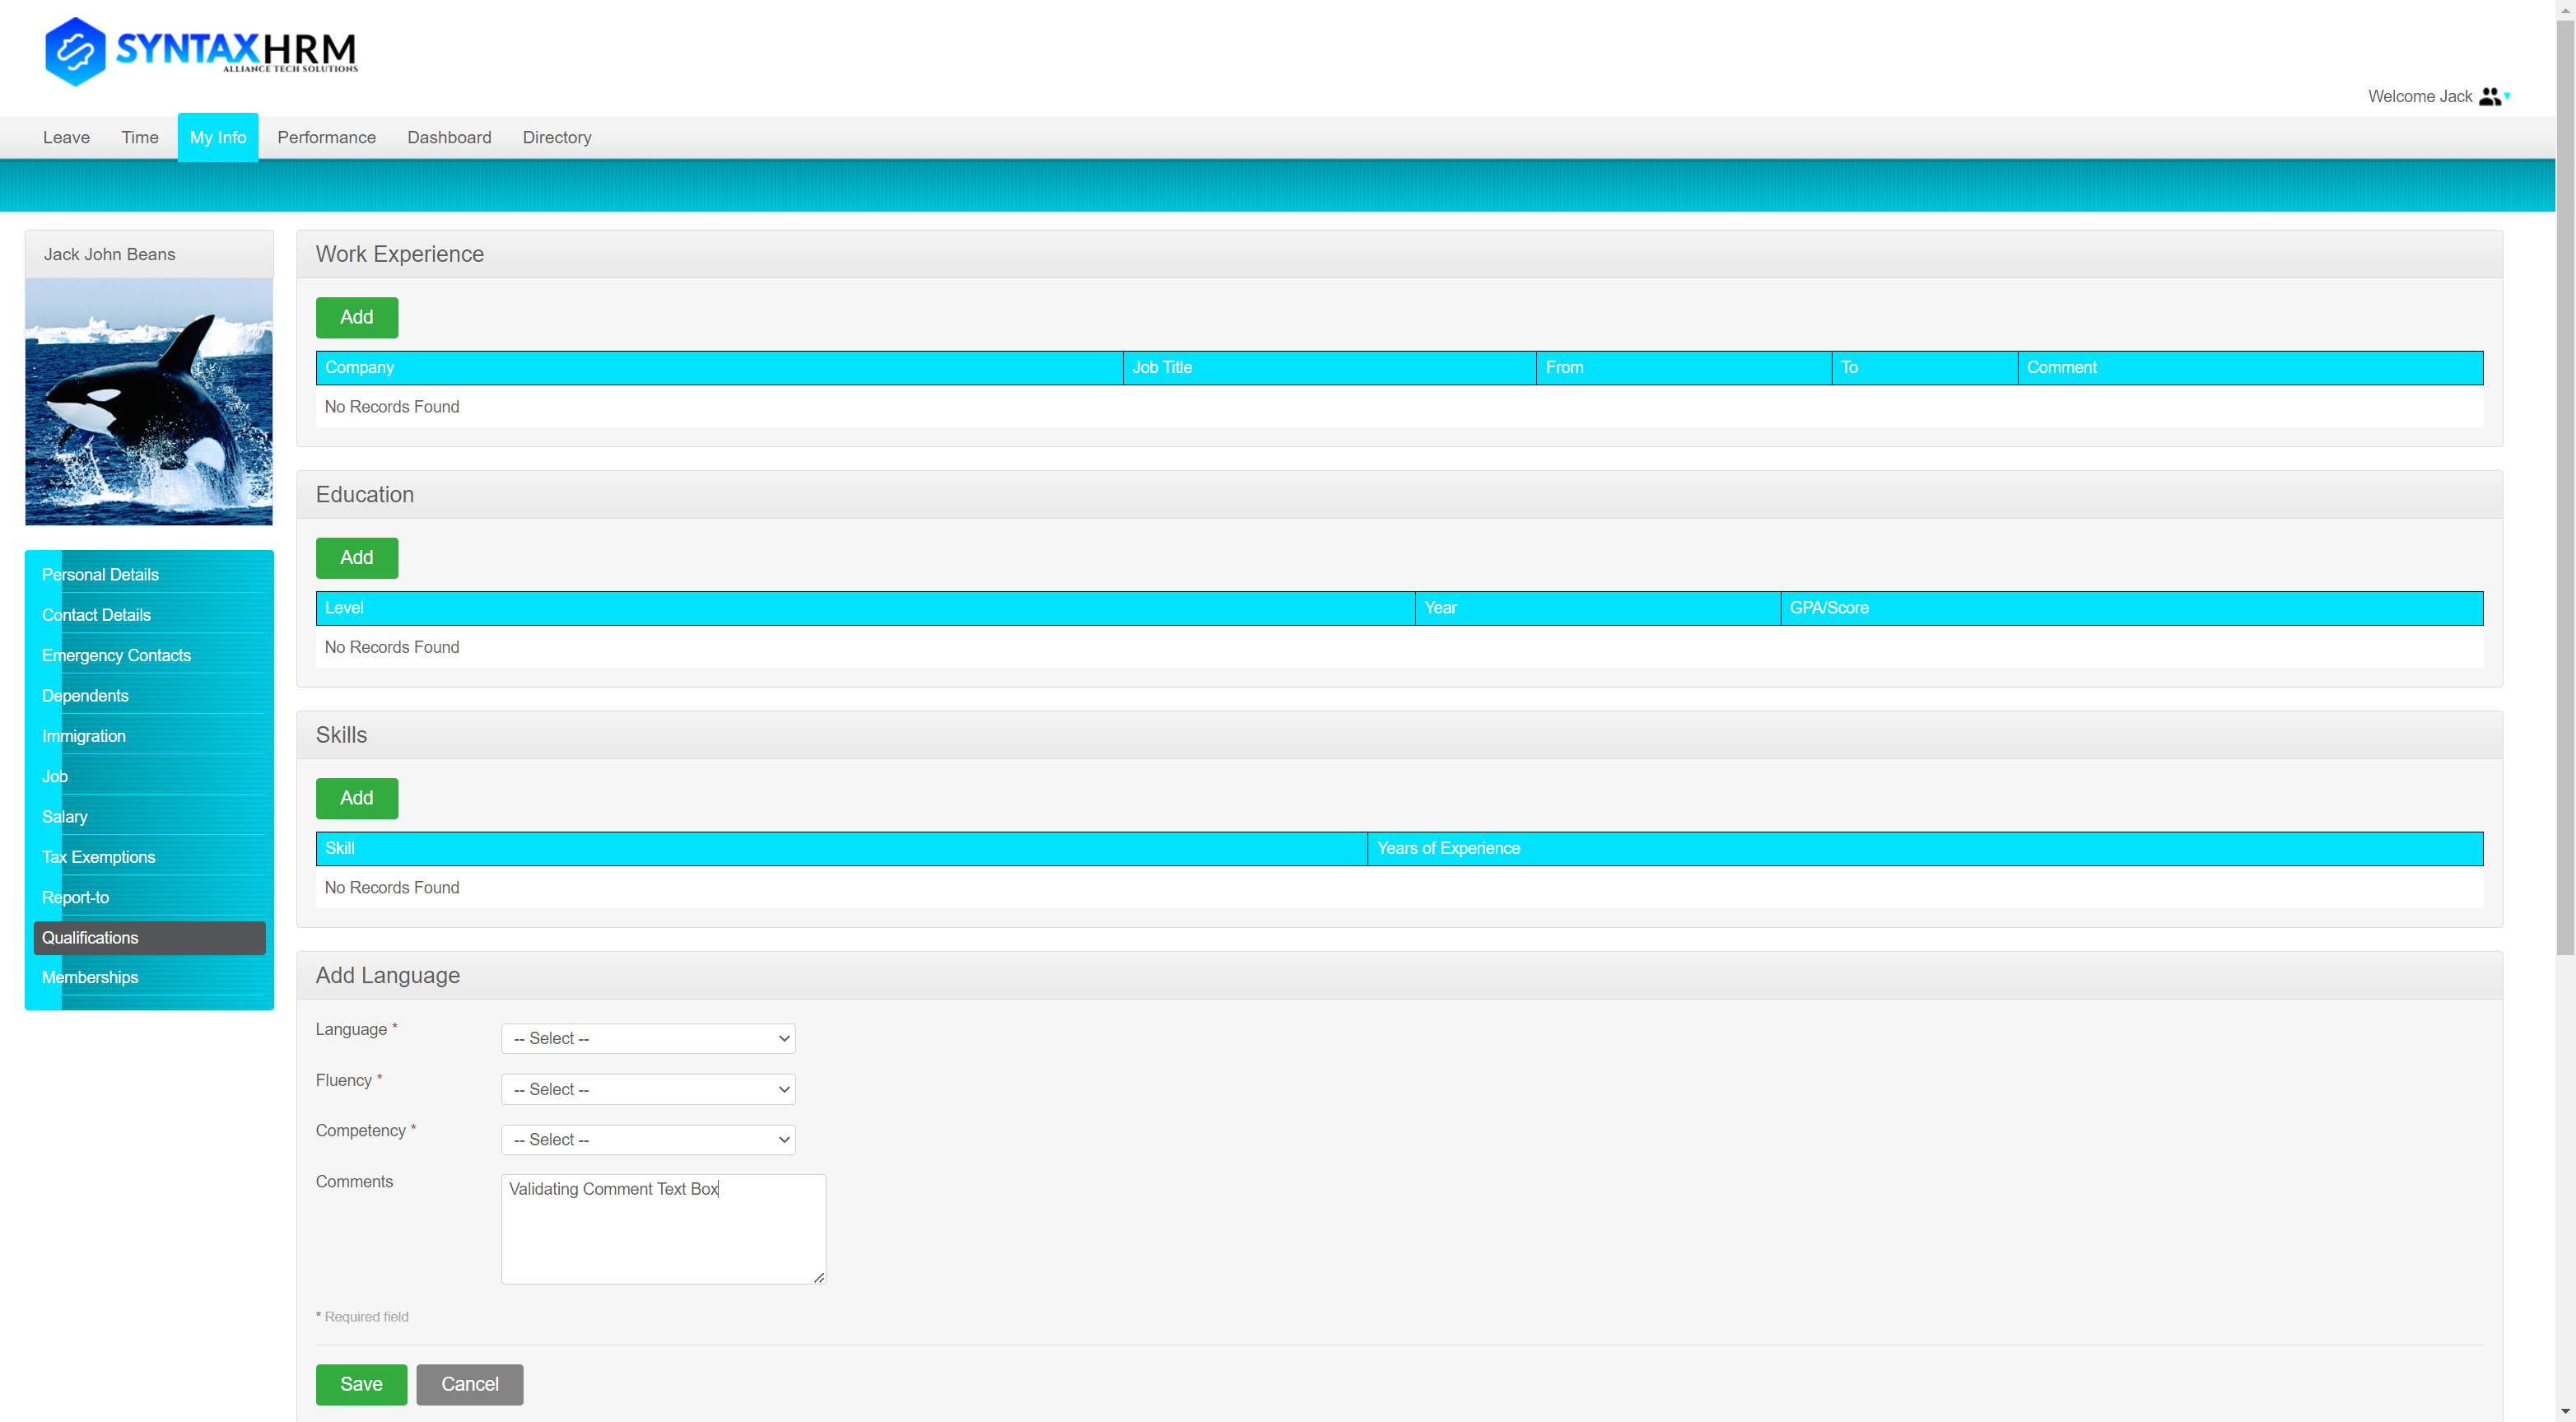 SYNTAXHRM
ALLIANCE TECH SOLUTIONS
Welcome Jack
Leave Time My Info Performance Dashboard Directory
Jack John Beans
Personal Details
Contact Details
Emergency Contacts
Dependents
Immigration
Job
Salary
Tax Exemptions
Report-to
Qualifications
Memberships
Work Experience
Add
Company Job Title From To Comment
No Records Found
Education
Add
Level Year GPA/Score
No Records Found
Skills
Add
Skill Years of Experience
No Records Found
Add Language
Language * -- Select --
Fluency * -- Select --
Competency * -- Select --
Comments Validating Comment Text Box
* Required field
Save Cancel